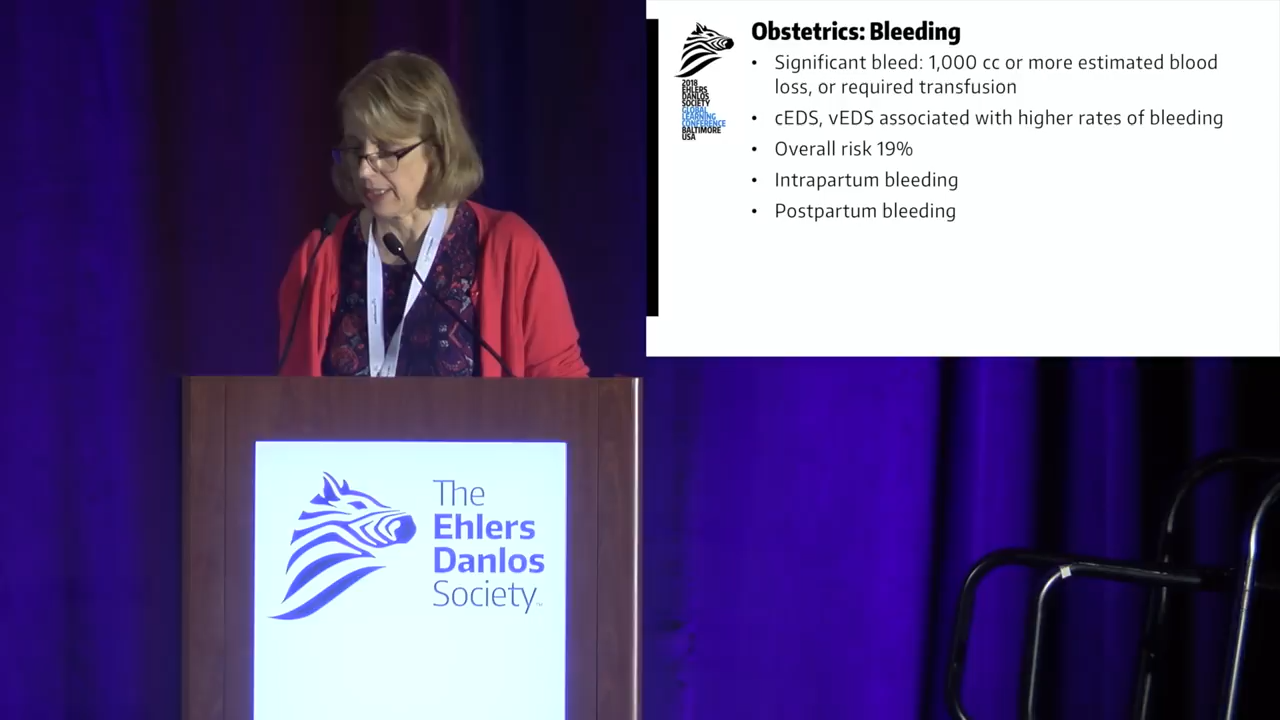 Obstetrics: Bleeding
• Significant bleed: 1,000 cc or more estimated blood
loss, or required transfusion
• cEDS, vEDS associated with higher rates of bleeding
• Overall risk 19%
• Intrapartum bleeding
• Postpartum bleeding
2018
EHLERS
DANLOS
SOCIETY
GLOBAL
LEARNING
CONFERENCE
BALTIMORE
USA
The
Ehlers
Danlos
Society™